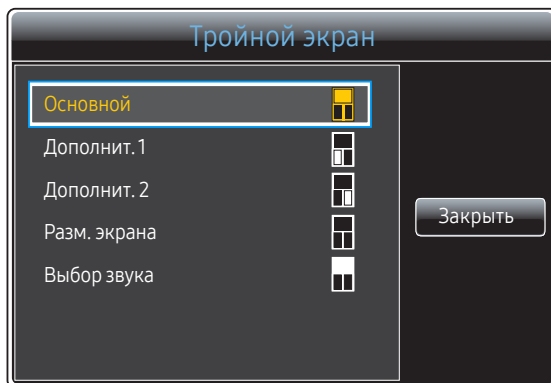 Тройной экран
Основной
Дополнит.1
Дополнит. 2
Разм. экрана
Выбор звука
Закрыть